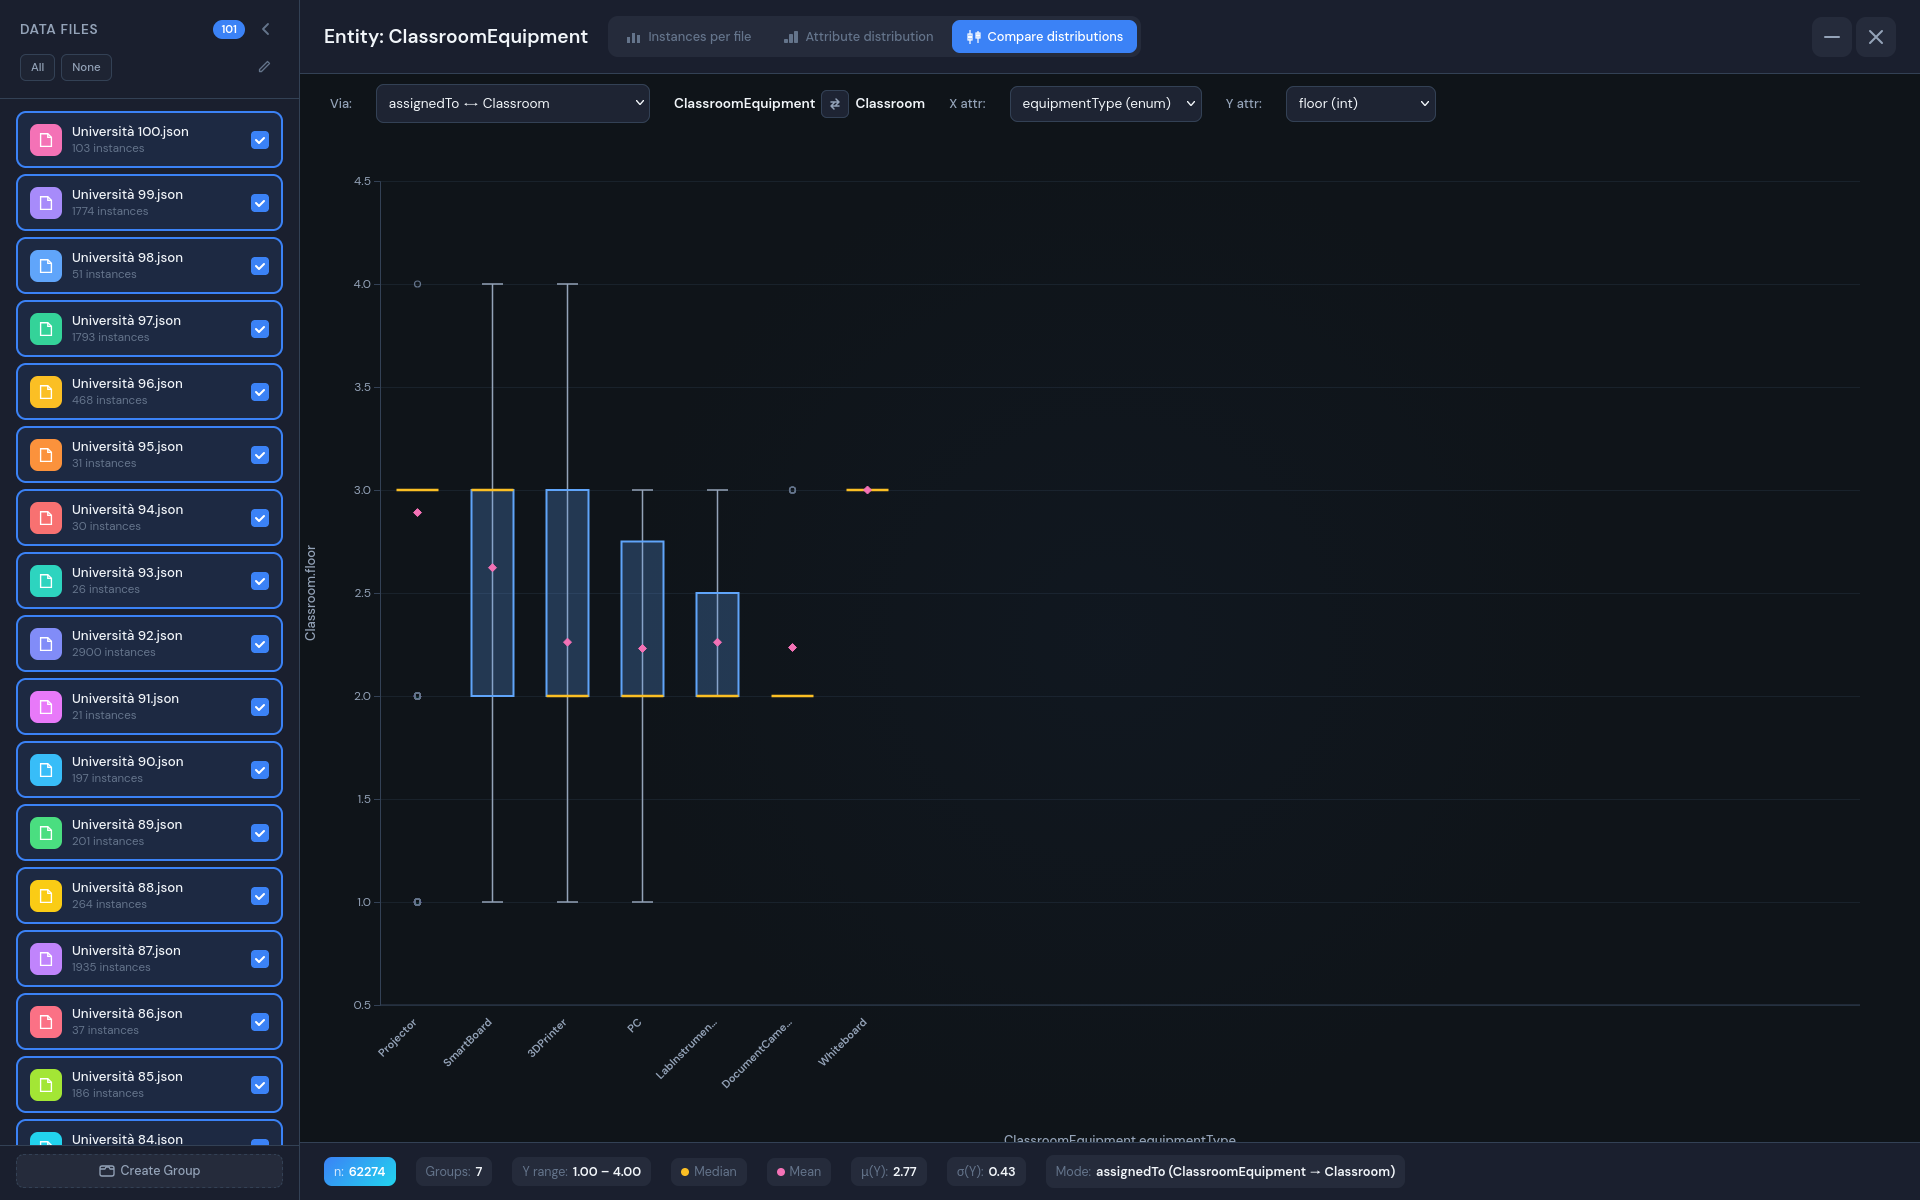 DATA FILES
101
All
None
Università 100.json
103 instances
Università 99.json
1774 instances
Università 98.json
51 instances
Università 97.json
1793 instances
Università 96.json
468 instances
Università 95.json
31 instances
Università 94.json
30 instances
Università 93.json
26 instances
Università 92.json
2900 instances
Università 91.json
21 instances
Università 90.json
197 instances
Università 89.json
201 instances
Università 88.json
264 instances
Università 87.json
1935 instances
Università 86.json
37 instances
Università 85.json
186 instances
Università 84.json
Create Group
Entity: ClassroomEquipment
Instances per file
Attribute distribution
Compare distributions
Via:
assignedTo ↔ Classroom
ClassroomEquipment ⇄ Classroom
X attr:
equipmentType (enum)
Y attr:
floor (int)
4.5
4.0
3.5
3.0
2.5
2.0
1.5
1.0
0.5
Classroom.floor
Projector
SmartBoard
3DPrinter
PC
LabInstrumen...
DocumentCame...
Whiteboard
ClassroomEquipment.equipmentType
n: 62274
Groups: 7
Y range: 1.00 – 4.00
Median
Mean
μ(Y): 2.77
σ(Y): 0.43
Mode: assignedTo (ClassroomEquipment → Classroom)